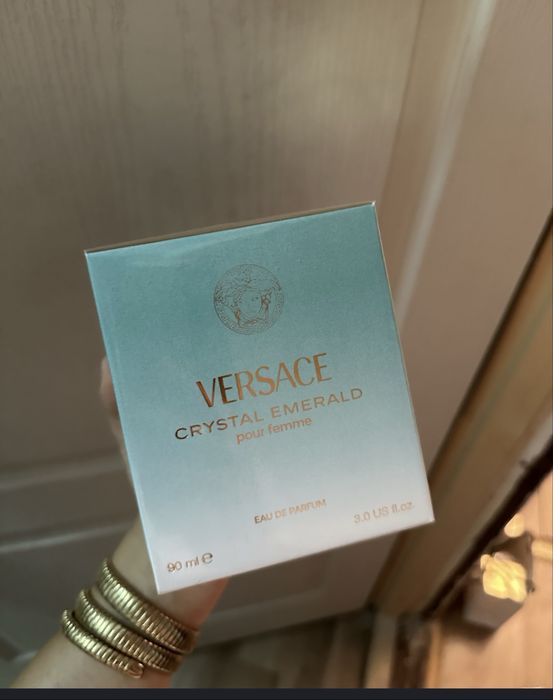 VERSACE
CRYSTAL EMERALD
pour femme
EAU DE PARFUM
90 ml e 3.0 US fl.oz.